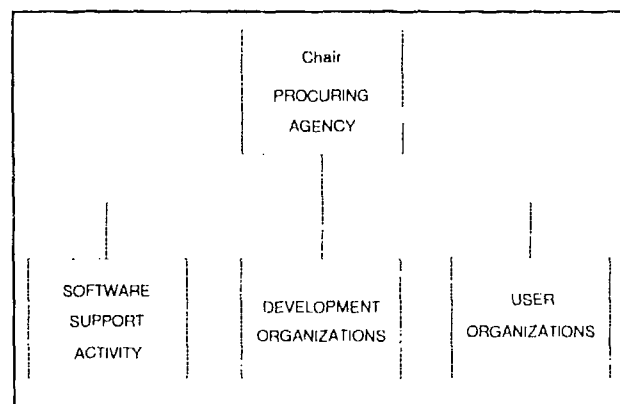 Chair
PROCURING
AGENCY
SOFTWARE
SUPPORT
ACTIVITY
DEVELOPMENT
ORGANIZATIONS
USER
ORGANIZATIONS